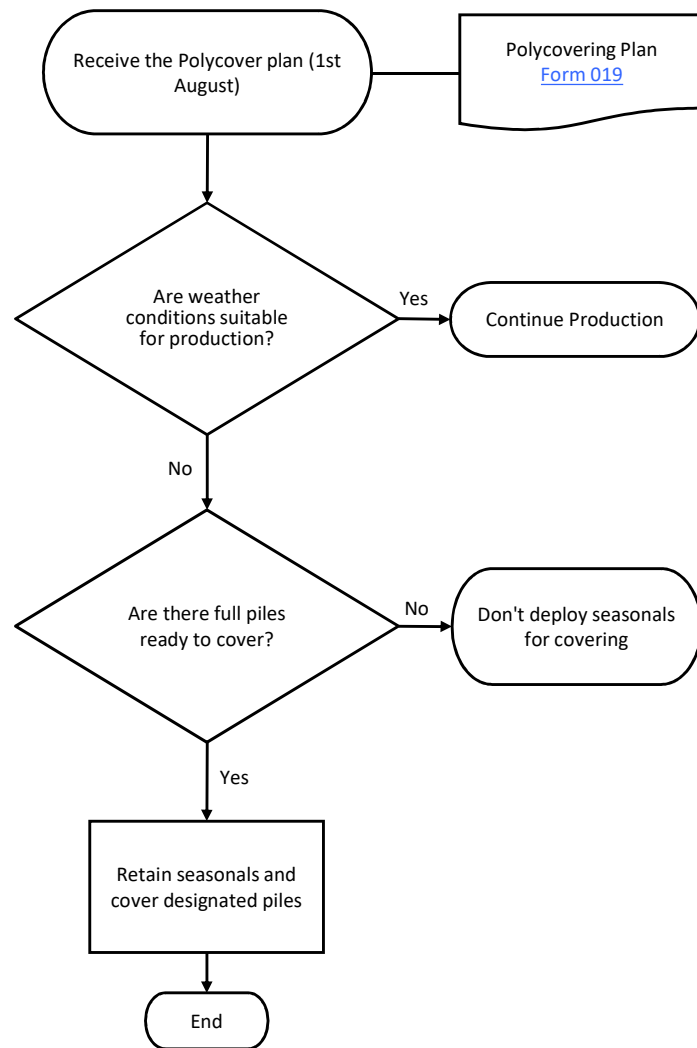 Receive the Polycover plan (1st
August)
Polycovering Plan
Form 019
Are weather
conditions suitable
for production?
Yes
Continue Production
No
Are there full piles
ready to cover?
No
Don't deploy seasonals
for covering
Yes
Retain seasonals and
cover designated piles
End